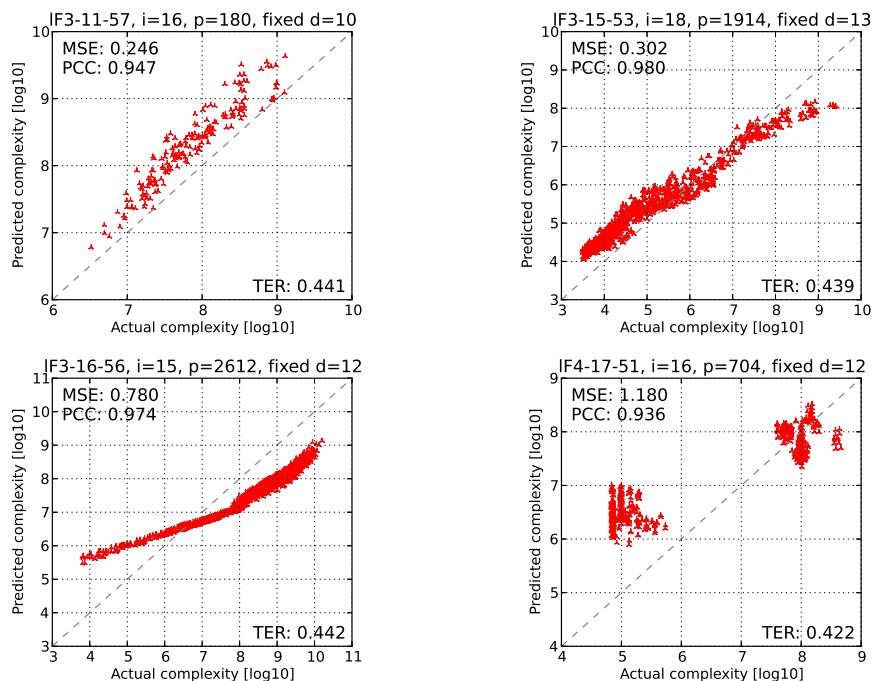 lF3-11-57, i=16, p=180, fixed d=10
MSE: 0.246
PCC: 0.947
Predicted complexity [log10]
10
9
8
7
6
TER: 0.441
6 7 8 9 10
Actual complexity [log10]
lF3-15-53, i=18, p=1914, fixed d=13
MSE: 0.302
PCC: 0.980
Predicted complexity [log10]
10
9
8
7
6
5
4
3
TER: 0.439
3 4 5 6 7 8 9 10
Actual complexity [log10]
lF3-16-56, i=15, p=2612, fixed d=12
MSE: 0.780
PCC: 0.974
Predicted complexity [log10]
11
10
9
8
7
6
5
4
3
TER: 0.442
3 4 5 6 7 8 9 10 11
Actual complexity [log10]
lF4-17-51, i=16, p=704, fixed d=12
MSE: 1.180
PCC: 0.936
Predicted complexity [log10]
9
8
7
6
5
4
TER: 0.422
4 5 6 7 8 9
Actual complexity [log10]